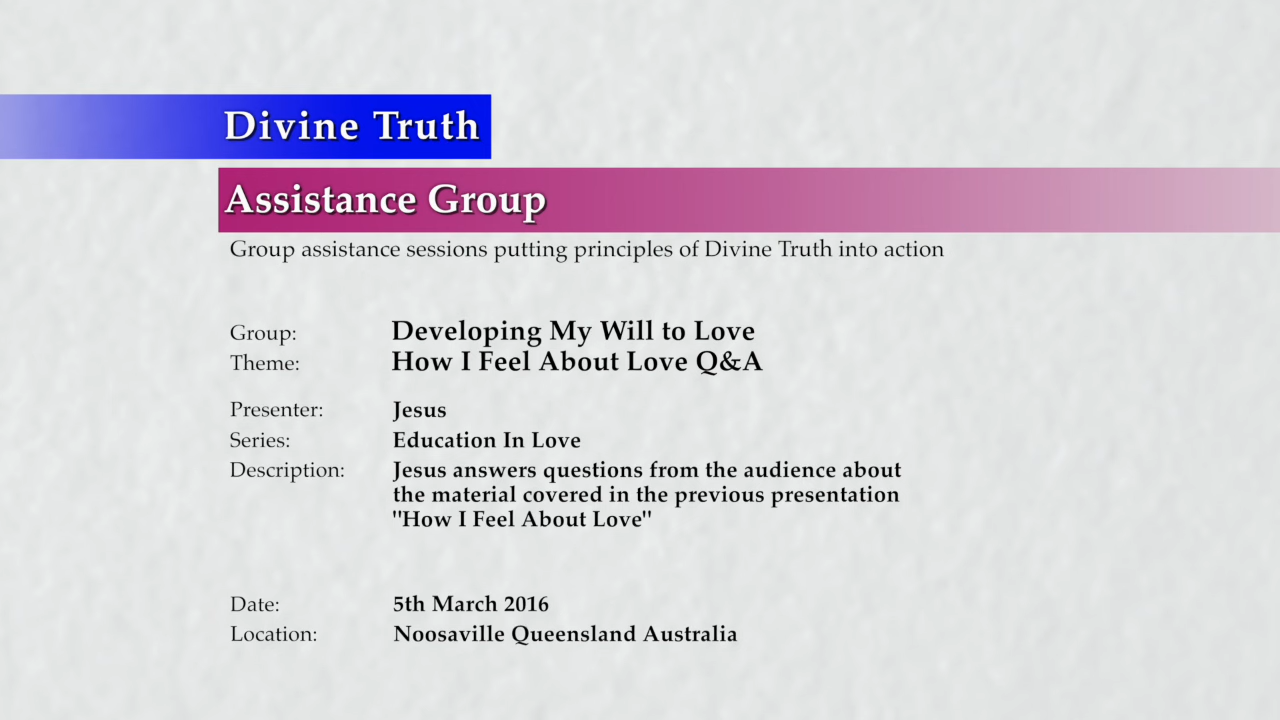 Divine Truth
Assistance Group
Group assistance sessions putting principles of Divine Truth into action
Group: Developing My Will to Love
Theme: How I Feel About Love Q&A
Presenter: Jesus
Series: Education In Love
Description: Jesus answers questions from the audience about
the material covered in the previous presentation
"How I Feel About Love"
Date: 5th March 2016
Location: Noosaville Queensland Australia